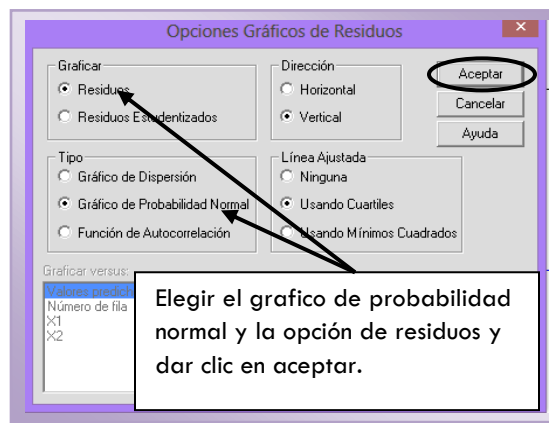 Opciones Gráficos de Residuos
Graficar
Residuos
Residuos Estudentizados
Dirección
Horizontal
Vertical
Aceptar
Cancelar
Ayuda
Tipo
Gráfico de Dispersión
Gráfico de Probabilidad Normal
Función de Autocorrelación
Línea Ajustada
Ninguna
Usando Cuartiles
Usando Mínimos Cuadrados
Graficar versus:
Valores
Número de fila
X1
X2
Elegir el grafico de probabilidad
normal y la opción de residuos y
dar clic en aceptar.